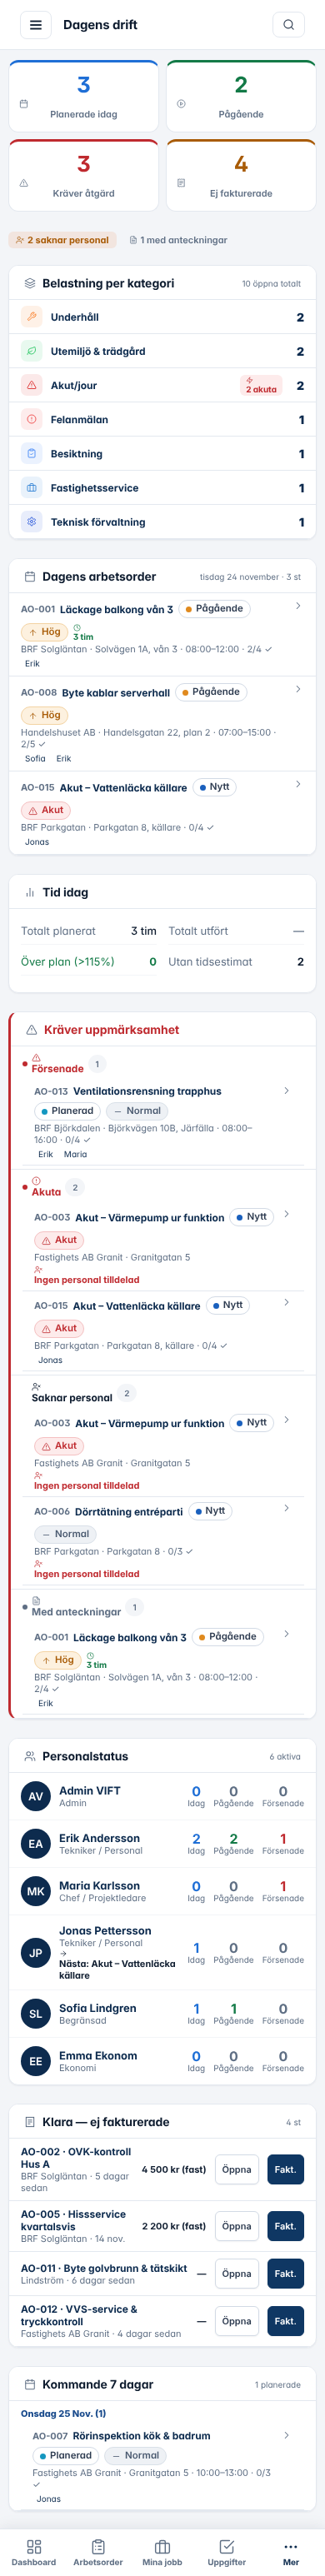 Dagens drift
3
Planerade idag
2
Pågående
3
Kräver åtgärd
4
Ej fakturerade
2 saknar personal
1 med anteckningar
Belastning per kategori
10 öppna totalt
Underhåll
2
Utemiljö & trädgård
2
Akut/jour
2 akuta
2
Felanmälan
1
Besiktning
1
Fastighetsservice
1
Teknisk förvaltning
1
Dagens arbetsorder
tisdag 24 november · 3 st
AO-001 Läckage balkong vån 3 Pågående
Hög 3 tim
BRF Solgläntan · Solvägen 1A, vån 3 · 08:00–12:00 · 2/4 ✓
Erik
AO-008 Byte kablar serverhall Pågående
Hög
Handelshuset AB · Handelsgatan 22, plan 2 · 07:00–15:00 ·
2/5 ✓
Sofia Erik
AO-015 Akut – Vattenläcka källare Nytt
Akut
BRF Parkgatan · Parkgatan 8, källare · 0/4 ✓
Jonas
Tid idag
Totalt planerat 3 tim
Totalt utfört —
Över plan (>115%) 0
Utan tidsestimat 2
Kräver uppmärksamhet
Försenade 1
AO-013 Ventilationsrensning trapphus
Planerad — Normal
BRF Björkdalen · Björkvägen 10B, Järfälla · 08:00–
16:00 · 0/4 ✓
Erik Maria
Akuta 2
AO-003 Akut – Värmepump ur funktion Nytt
Akut
Fastighets AB Granit · Granitgatan 5
Ingen personal tilldelad
AO-015 Akut – Vattenläcka källare Nytt
Akut
BRF Parkgatan · Parkgatan 8, källare · 0/4 ✓
Jonas
Saknar personal 2
AO-003 Akut – Värmepump ur funktion Nytt
Akut
Fastighets AB Granit · Granitgatan 5
Ingen personal tilldelad
AO-006 Dörrtätning entréparti Nytt
— Normal
BRF Parkgatan · Parkgatan 8 · 0/3 ✓
Ingen personal tilldelad
Med anteckningar 1
AO-001 Läckage balkong vån 3 Pågående
Hög 3 tim
BRF Solgläntan · Solvägen 1A, vån 3 · 08:00–12:00 ·
2/4 ✓
Erik
Personalstatus
6 aktiva
AV
Admin VIFT
Admin
0 Idag
0 Pågående
0 Försenade
EA
Erik Andersson
Tekniker / Personal
2 Idag
2 Pågående
1 Försenade
MK
Maria Karlsson
Chef / Projektledare
0 Idag
0 Pågående
1 Försenade
JP
Jonas Pettersson
Tekniker / Personal
→
Nästa: Akut – Vattenläcka
källare
1 Idag
0 Pågående
0 Försenade
SL
Sofia Lindgren
Begränsad
1 Idag
1 Pågående
0 Försenade
EE
Emma Ekonom
Ekonomi
0 Idag
0 Pågående
0 Försenade
Klara — ej fakturerade
4 st
AO-002 · OVK-kontroll
Hus A
BRF Solgläntan · 5 dagar
sedan
4 500 kr (fast)
Öppna
Fakt.
AO-005 · Hisservice
kvartalsvis
BRF Solgläntan · 14 nov.
2 200 kr (fast)
Öppna
Fakt.
AO-011 · Byte golvbrunn & tätskikt
Lindström · 6 dagar sedan
—
Öppna
Fakt.
AO-012 · VVS-service &
tryckkontroll
Fastighets AB Granit · 4 dagar sedan
—
Öppna
Fakt.
Kommande 7 dagar
1 planerade
Onsdag 25 Nov. (1)
AO-007 Rörinspektion kök & badrum
Planerad — Normal
Fastighets AB Granit · Granitgatan 5 · 10:00–13:00 · 0/3
✓
Jonas
Dashboard
Arbetsorder
Mina jobb
Uppgifter
Mer